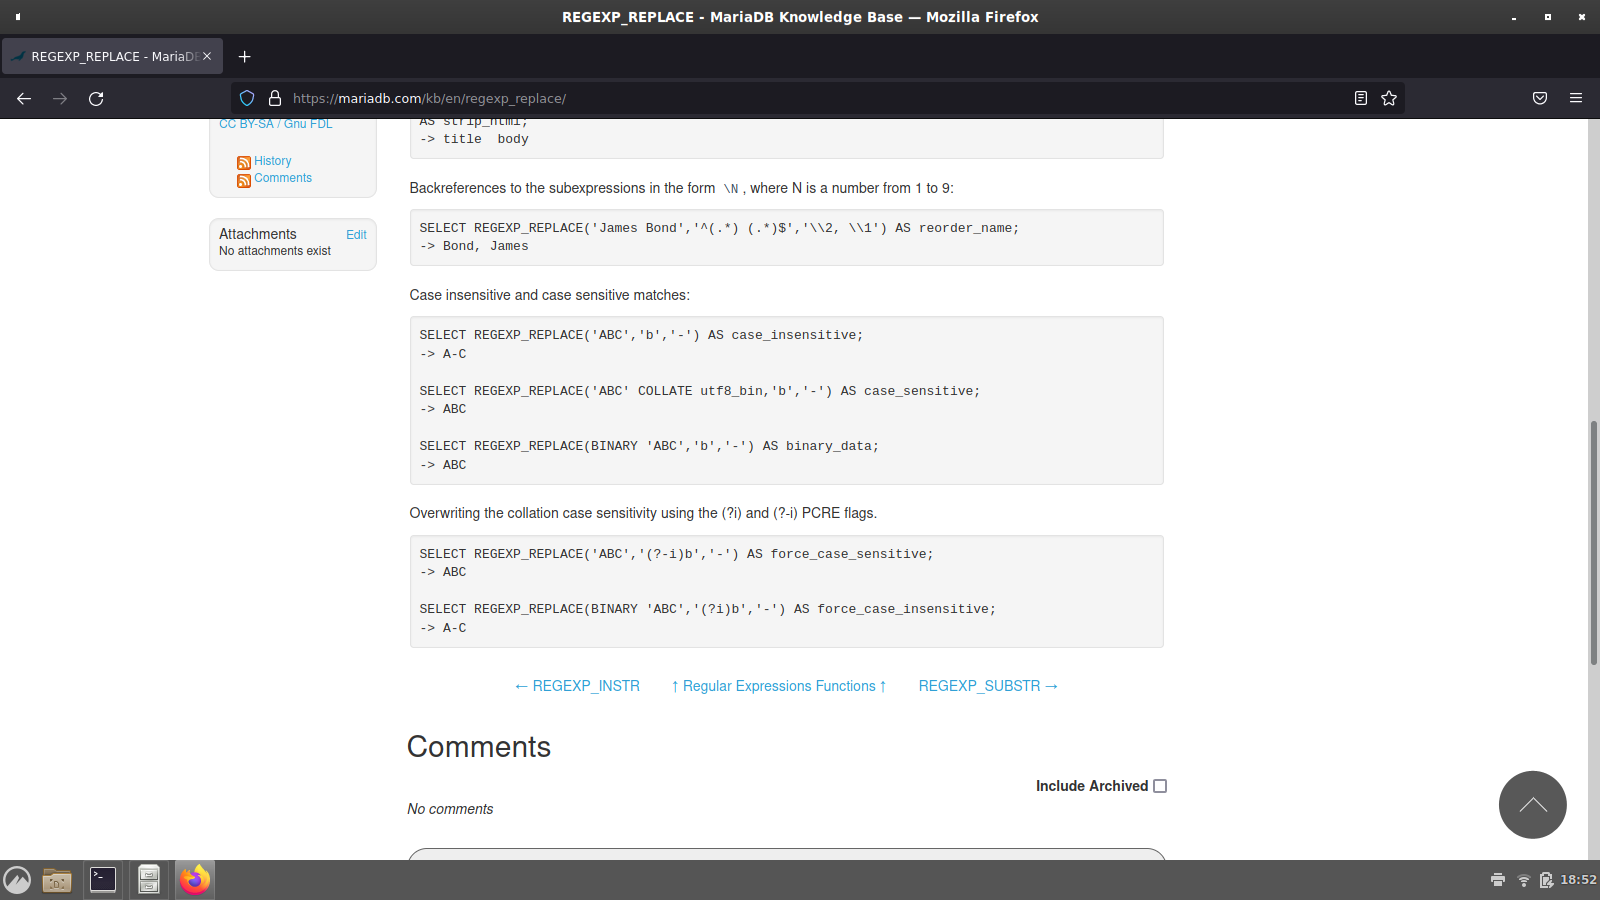 REGEXP_REPLACE - MariaDB Knowledge Base — Mozilla Firefox
REGEXP_REPLACE - MariaDB
https://mariadb.com/kb/en/regexp_replace/
CC BY-SA / Gnu FDL
History
Comments
Attachments
Edit
No attachments exist
AS strip_html;
-> title  body
Backreferences to the subexpressions in the form \N , where N is a number from 1 to 9:
SELECT REGEXP_REPLACE('James Bond','^(.*) (.*)$','\\2, \\1') AS reorder_name;
-> Bond, James
Case insensitive and case sensitive matches:
SELECT REGEXP_REPLACE('ABC','b','-') AS case_insensitive;
-> A-C
SELECT REGEXP_REPLACE('ABC' COLLATE utf8_bin,'b','-') AS case_sensitive;
-> ABC
SELECT REGEXP_REPLACE(BINARY 'ABC','b','-') AS binary_data;
-> ABC
Overwriting the collation case sensitivity using the (?i) and (?-i) PCRE flags.
SELECT REGEXP_REPLACE('ABC','(?-i)b','-') AS force_case_sensitive;
-> ABC
SELECT REGEXP_REPLACE(BINARY 'ABC','(?i)b','-') AS force_case_insensitive;
-> A-C
← REGEXP_INSTR ↑ Regular Expressions Functions ↑ REGEXP_SUBSTR →
Comments
Include Archived
No comments
18:52